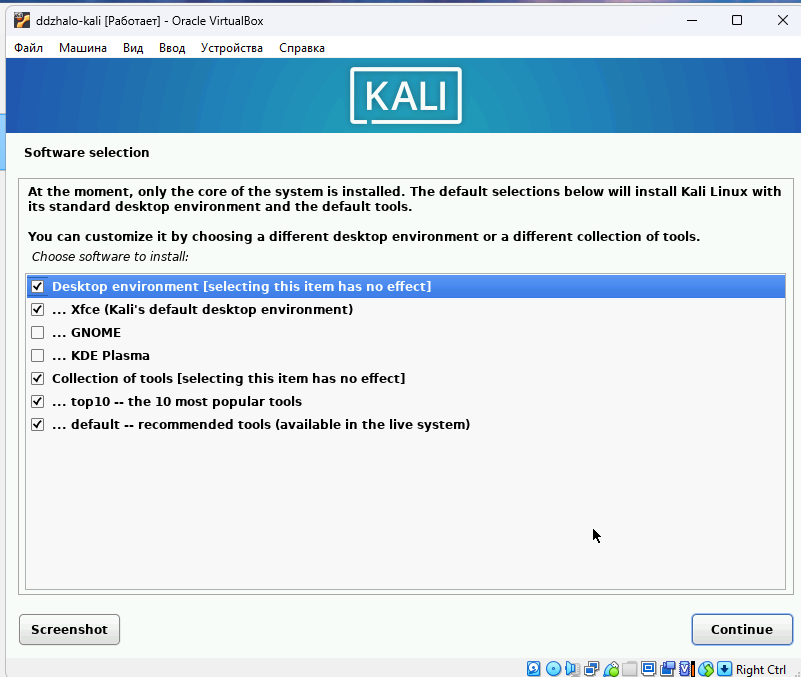 ddzhalo-kali [Работает] - Oracle VirtualBox
Файл Машина Вид Ввод Устройства Справка
KALI
Software selection
At the moment, only the core of the system is installed. The default selections below will install Kali Linux with
its standard desktop environment and the default tools.
You can customize it by choosing a different desktop environment or a different collection of tools.
Choose software to install:
Desktop environment [selecting this item has no effect]
... Xfce (Kali's default desktop environment)
... GNOME
... KDE Plasma
Collection of tools [selecting this item has no effect]
... top10 -- the 10 most popular tools
... default -- recommended tools (available in the live system)
Screenshot Continue
Right Ctrl